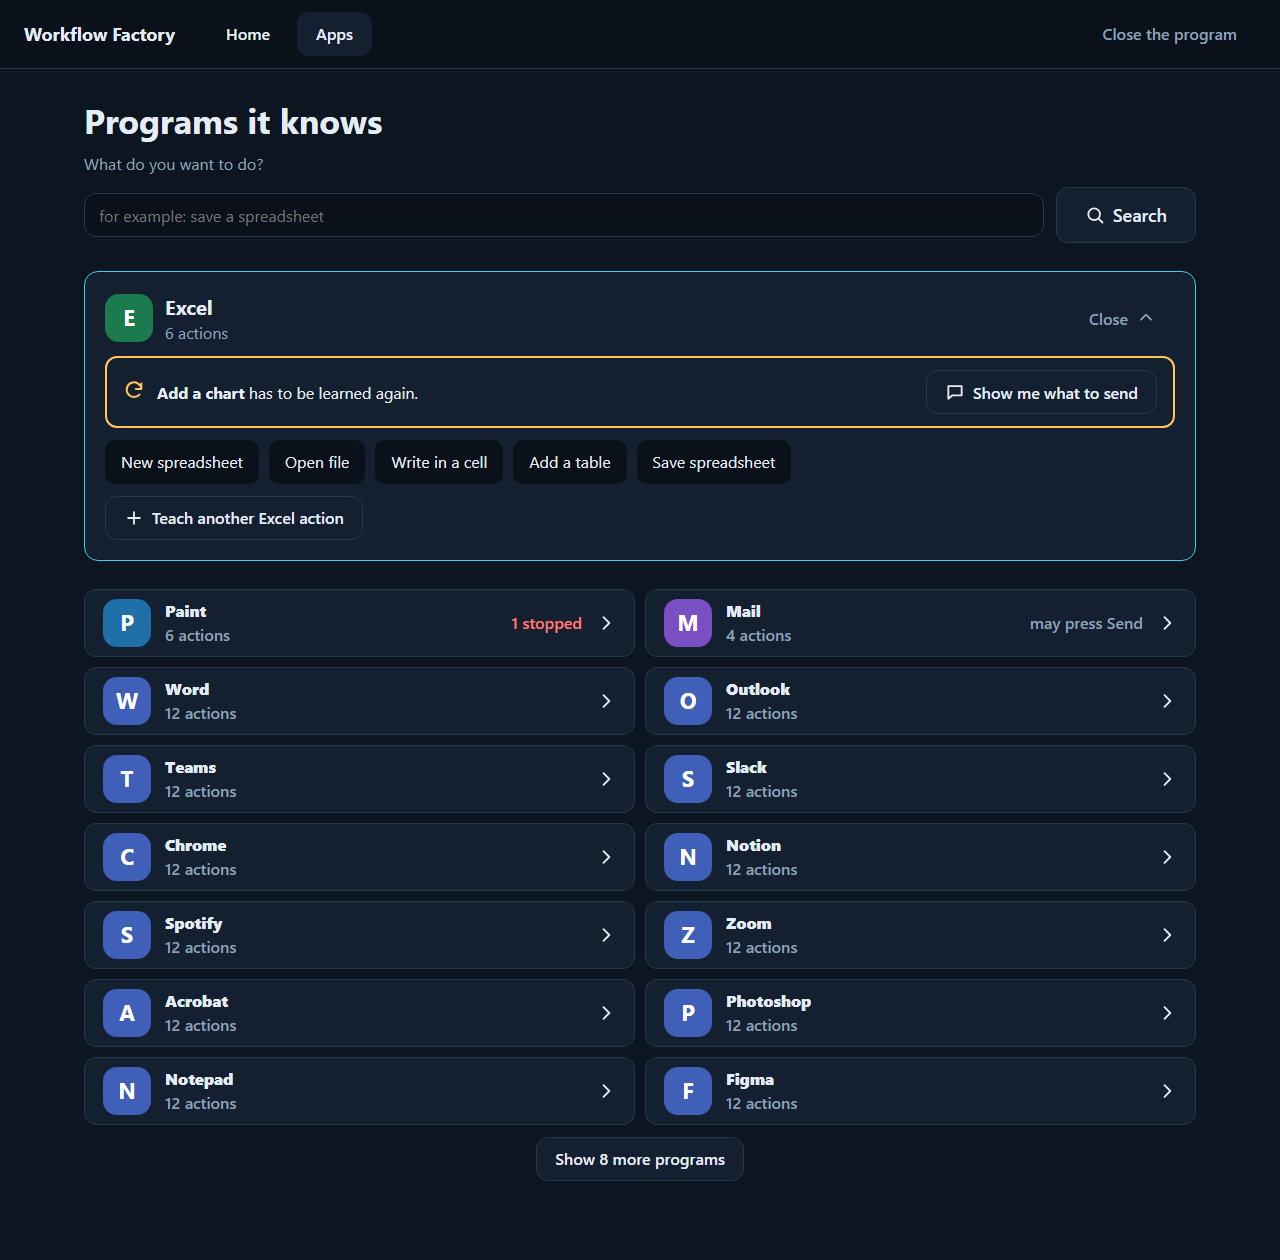 Workflow Factory
Home
Apps
Close the program
Programs it knows
What do you want to do?
for example: save a spreadsheet
Search
E
Excel
6 actions
Close
Add a chart has to be learned again.
Show me what to send
New spreadsheet
Open file
Write in a cell
Add a table
Save spreadsheet
Teach another Excel action
P
Paint
6 actions
1 stopped
M
Mail
4 actions
may press Send
W
Word
12 actions
O
Outlook
12 actions
T
Teams
12 actions
S
Slack
12 actions
C
Chrome
12 actions
N
Notion
12 actions
S
Spotify
12 actions
Z
Zoom
12 actions
A
Acrobat
12 actions
P
Photoshop
12 actions
N
Notepad
12 actions
F
Figma
12 actions
Show 8 more programs